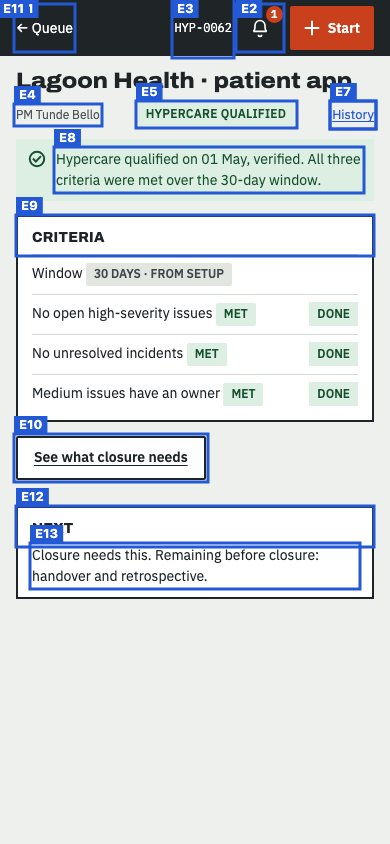 E11 1
E3
E2
1
← Queue
HYP-0062
+ Start
Lagoon Health · patient app
E4
E5
E7
PM Tunde Bello
HYPERCARE QUALIFIED
History
E8
Hypercare qualified on 01 May, verified. All three
criteria were met over the 30-day window.
E9
CRITERIA
Window 30 DAYS · FROM SETUP
No open high-severity issues MET DONE
No unresolved incidents MET DONE
Medium issues have an owner MET DONE
E10
See what closure needs
E12
NEXT
E13
Closure needs this. Remaining before closure:
handover and retrospective.